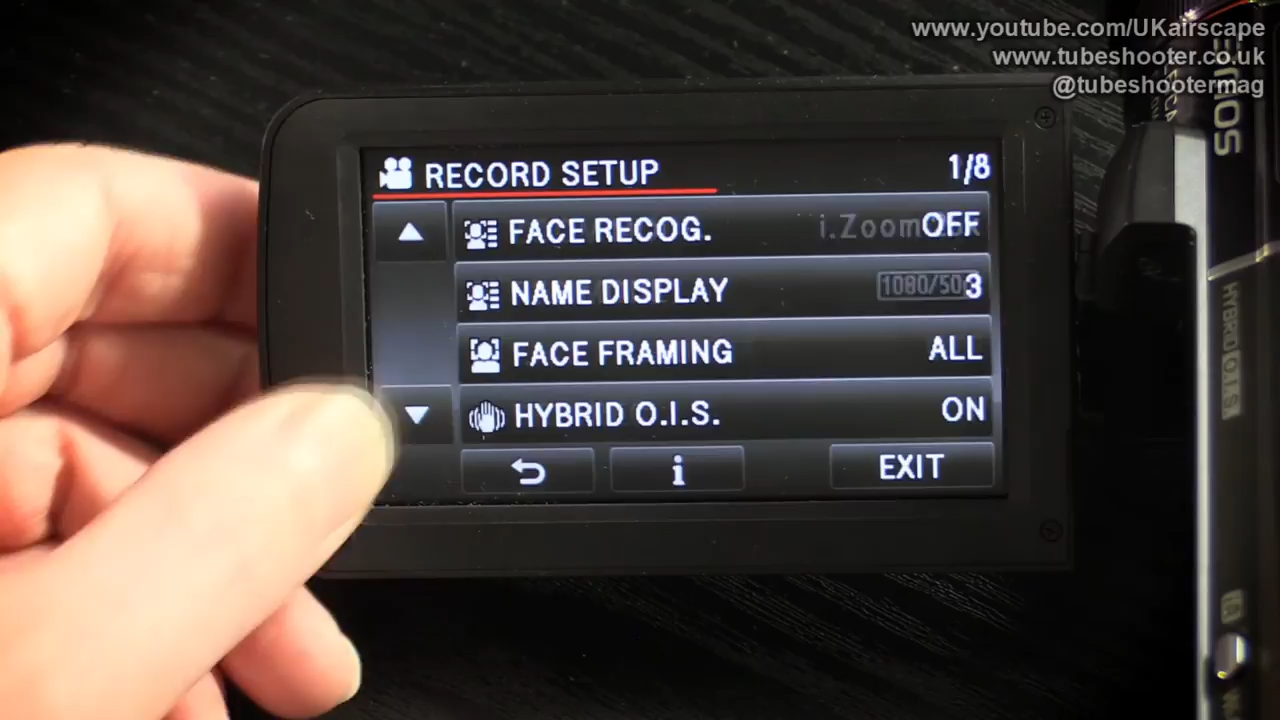 www.youtube.com/UKairscape
www.tubeshooter.co.uk
@tubeshootermag
RECORD SETUP 1/8
FACE RECOG. i.Zoom OFF
NAME DISPLAY 1080/50 3
FACE FRAMING ALL
HYBRID O.I.S. ON
i EXIT
HYBRID O.I.S.